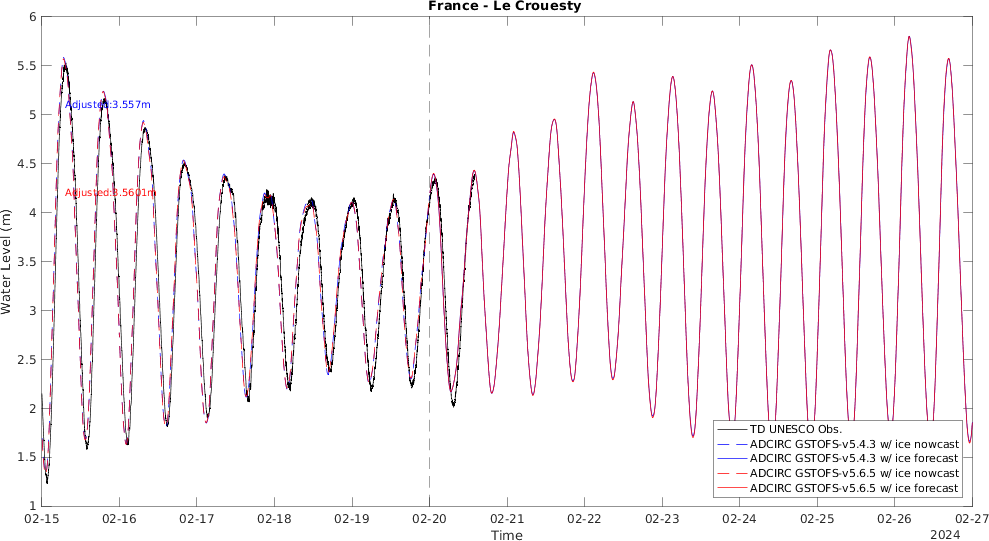 France - Le Crouesty
6
5.5
5
4.5
4
3.5
3
2.5
2
1.5
1
Water Level (m)
Adjusted:3.557m
Adjusted:3.5601m
TD UNESCO Obs.
ADCIRC GSTOFS-v5.4.3 w/ ice nowcast
ADCIRC GSTOFS-v5.4.3 w/ ice forecast
ADCIRC GSTOFS-v5.6.5 w/ ice nowcast
ADCIRC GSTOFS-v5.6.5 w/ ice forecast
02-15 02-16 02-17 02-18 02-19 02-20 02-21 02-22 02-23 02-24 02-25 02-26 02-27
Time
2024